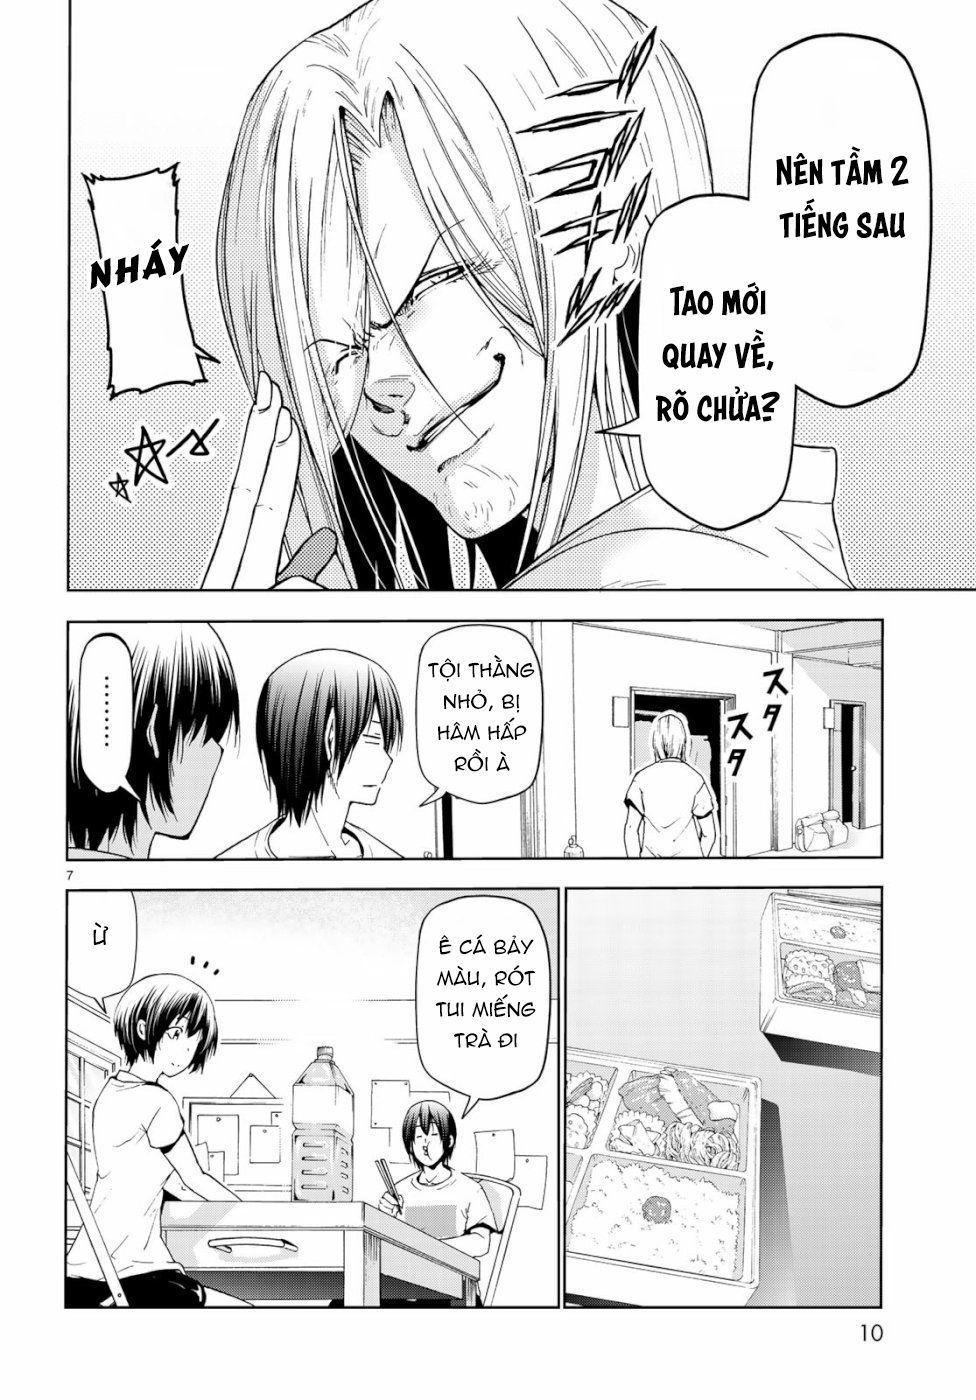 NÊN TẦM 2
TIẾNG SAU
TAO MỚI
QUAY VỀ,
RÕ CHỬA?
NHÁY
スタ
スタ
TỘI THẰNG
NHỎ, BỊ
HÂM HẤP
RỒI À
.........
7
Ê CÁ BẢY
MÀU, RÓT
TUI MIẾNG
TRÀ ĐI
Ừ
10